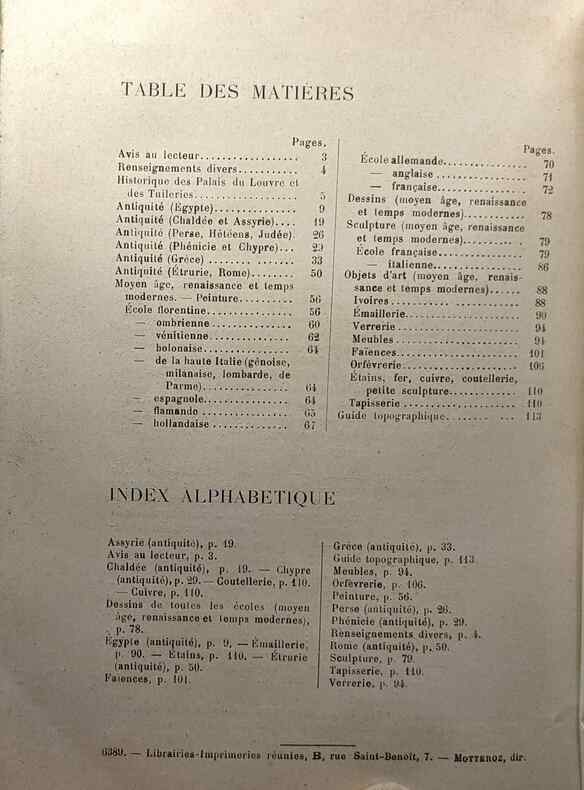 TABLE DES MATIÈRES
Pages.
Avis au lecteur.................. 3
Renseignements divers............ 4
Historique des Palais du Louvre et
des Tuileries................... 5
Antiquité (Égypte)............... 9
Antiquité (Chaldée et Assyrie).... 19
Antiquité (Perse, Hétéens, Judée). 26
Antiquité (Phénicie et Chypre)... 29
Antiquité (Grèce) ............... 33
Antiquité (Étrurie, Rome)........ 50
Moyen âge, renaissance et temps
modernes. — Peinture.......... 56
École florentine............... 56
— ombrienne ............... 60
— vénitienne .............. 62
— bolonaise................ 64
— de la haute Italie (génoise,
milanaise, lombarde, de
Parme)................. 64
— espagnole................ 64
— flamande ................ 65
— hollandaise .............. 67
Pages.
École allemande................ 70
— anglaise ................. 71
— française................. 72
Dessins (moyen âge, renaissance
et temps modernes)........... 78
Sculpture (moyen âge, renaissance
et temps modernes)........... 79
École française............... 79
— italienne................. 86
Objets d'art (moyen âge, renais-
sance et temps modernes)...... 88
Ivoires ....................... 88
Émaillerie..................... 90
Verrerie ...................... 94
Meubles ....................... 94
Faïences....................... 101
Orfèvrerie..................... 106
Étains, fer, cuivre, coutellerie,
petite sculpture............. 110
Tapisserie ..................... 110
Guide topographique........ ... 113
INDEX ALPHABÉTIQUE
Assyrie (antiquité), p. 19.
Avis au lecteur, p. 3.
Chaldée (antiquité), p. 19. — Chypre
(antiquité), p. 29. — Coutellerie, p. 110.
— Cuivre, p. 110.
Dessins de toutes les écoles (moyen
âge, renaissance et temps modernes),
p. 78.
Égypte (antiquité), p. 9. — Émaillerie,
p. 90. — Étains, p. 110. — Étrurie
(antiquité), p. 50.
Faïences, p. 101.
Grèce (antiquité), p. 33.
Guide topographique, p. 113.
Meubles, p. 94.
Orfèvrerie, p. 106.
Peinture, p. 56.
Perse (antiquité), p. 26.
Phénicie (antiquité), p. 29.
Renseignements divers, p. 4.
Rome (antiquité), p. 50.
Sculpture, p. 79.
Tapisserie, p. 110.
Verrerie, p. 94.
6389. — Librairies-Imprimeries réunies, B, rue Saint-Benoît, 7. — MOTTEROZ, dir.